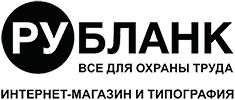 РУБЛАНК
ВСЕ ДЛЯ ОХРАНЫ ТРУДА
ИНТЕРНЕТ-МАГАЗИН И ТИПОГРАФИЯ